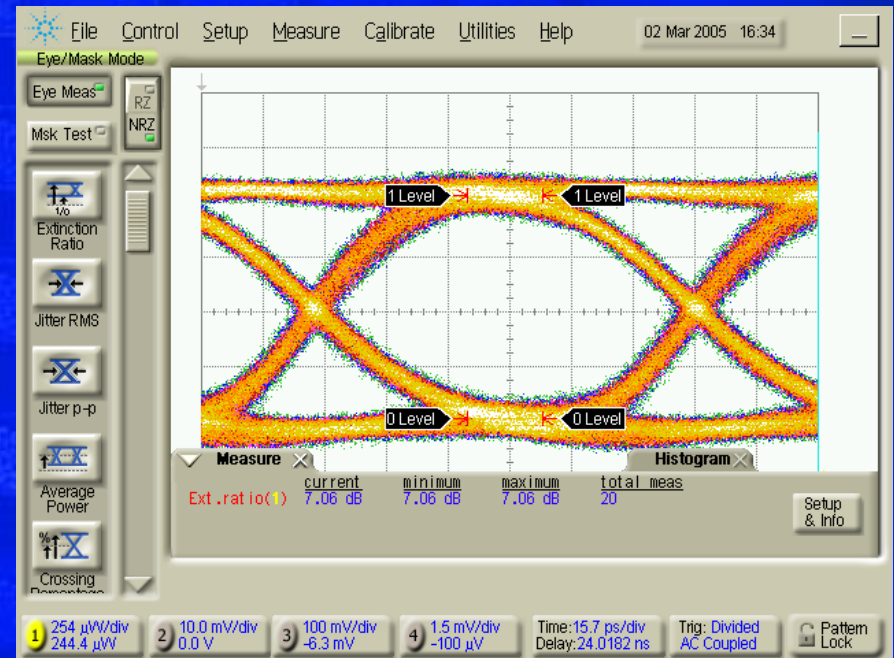 File Control Setup Measure Calibrate Utilities Help 02 Mar 2005 16:34
Eye/Mask Mode
Eye Meas
RZ
NRZ
Msk Test
1/0
Extinction
Ratio
Jitter RMS
Jitter p-p
Average
Power
%
Crossing
Percentage
1 Level 1 Level
0 Level 0 Level
Measure Histogram
current minimum maximum total meas
Ext.ratio(1) 7.06 dB 7.06 dB 7.06 dB 20
Setup
& Info
1 254 µW/div
244.4 µW
2 10.0 mV/div
0.0 V
3 100 mV/div
-6.3 mV
4 1.5 mV/div
-100 µV
Time:15.7 ps/div
Delay:24.0182 ns
Trig: Divided
AC Coupled
Pattern
Lock